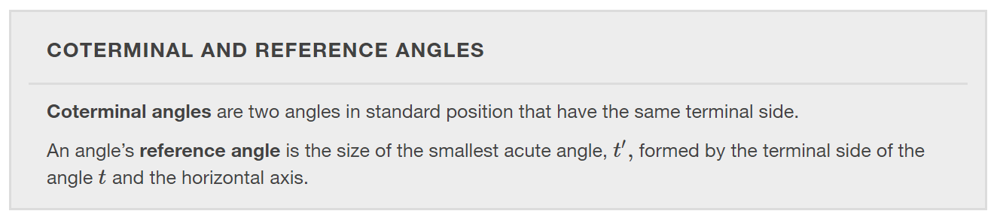 COTERMINAL AND REFERENCE ANGLES
Coterminal angles are two angles in standard position that have the same terminal side.
An angle’s reference angle is the size of the smallest acute angle, t′, formed by the terminal side of the
angle t and the horizontal axis.